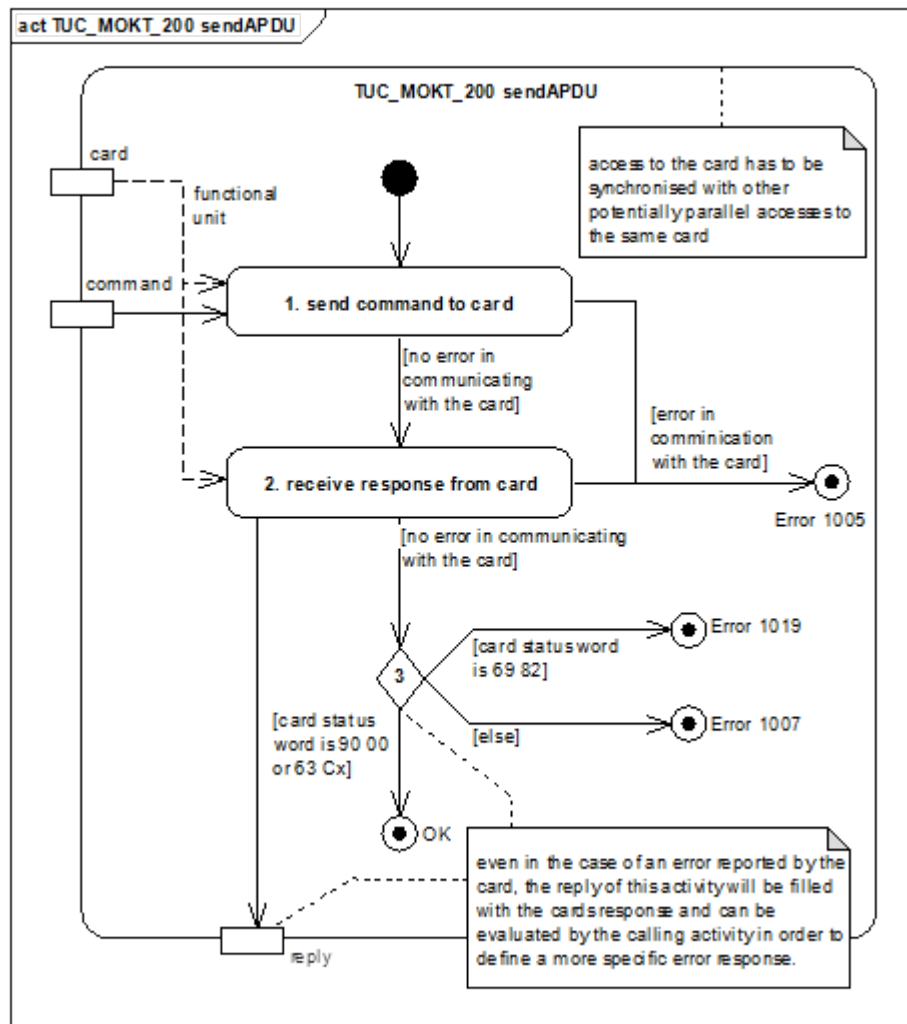 act TUC_MOKT_200 sendAPDU
TUC_MOKT_200 sendAPDU
card
functional
unit
access to the card has to be
synchronised with other
potentially parallel accesses to
the same card
command
1. send command to card
[no error in
communicating
with the card]
[error in
comminication
with the card]
2. receive response from card
Error 1005
[no error in communicating
with the card]
Error 1019
[card status word
is 69 82]
3
[card status
word is 90 00
or 63 Cx]
[else]
Error 1007
OK
even in the case of an error reported by the
card, the reply of this activity will be filled
with the cards response and can be
evaluated by the calling activity in order to
define a more specific error response.
reply